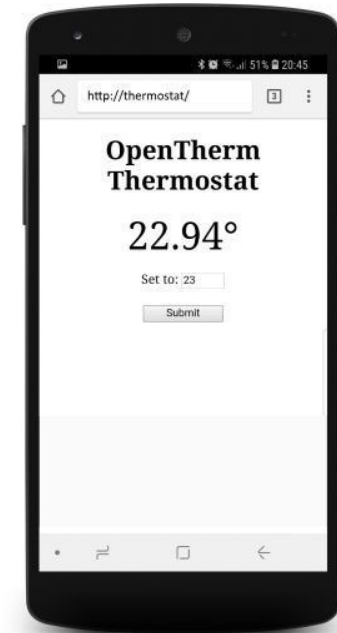 51% 20:45
http://thermostat/
3
OpenTherm
Thermostat
22.94°
Set to: 23
Submit